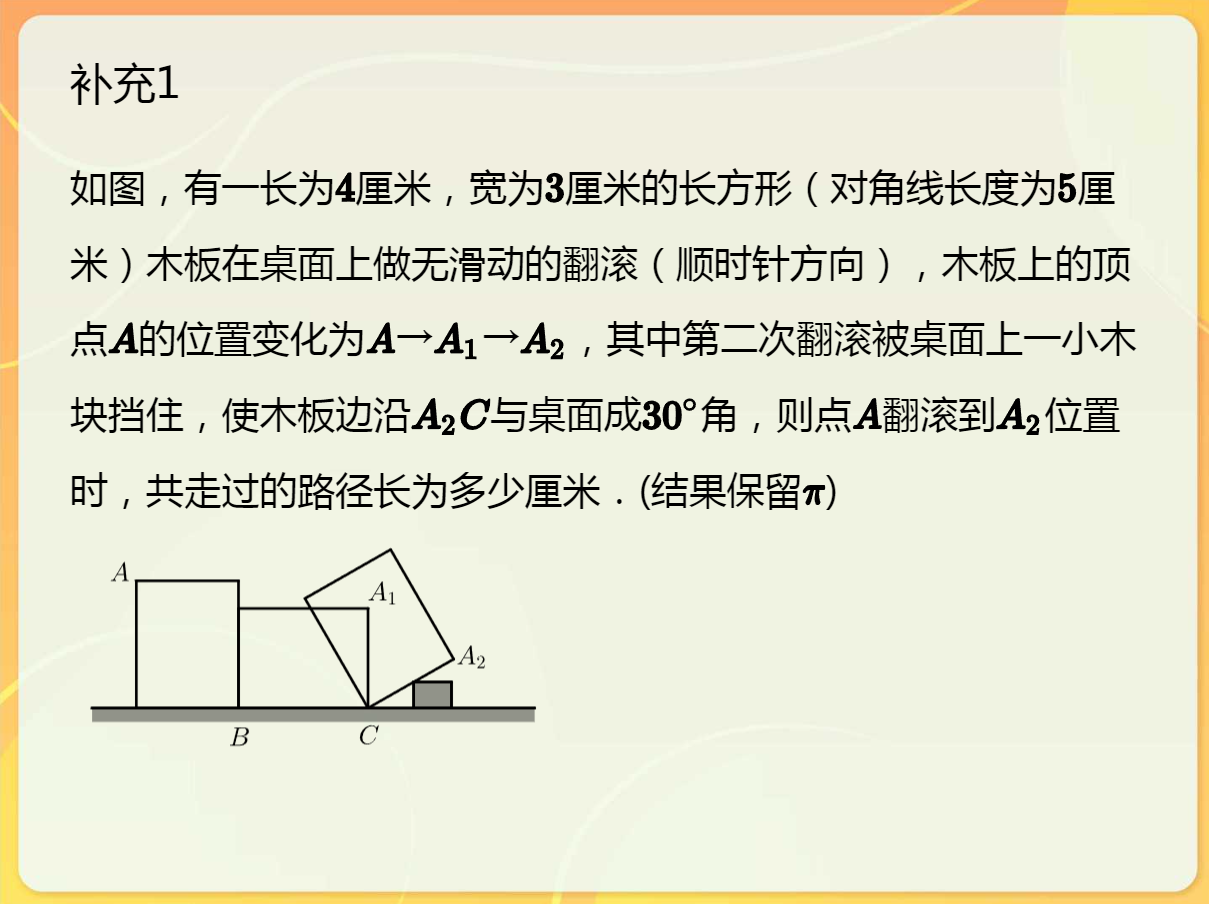 补充1
如图，有一长为4厘米，宽为3厘米的长方形（对角线长度为5厘
米）木板在桌面上做无滑动的翻滚（顺时针方向），木板上的顶
点A的位置变化为A→A₁→A₂，其中第二次翻滚被桌面上一小木
块挡住，使木板边沿A₂C与桌面成30°角，则点A翻滚到A₂位置
时，共走过的路径长为多少厘米．(结果保留π)
A
A₁
A₂
B
C